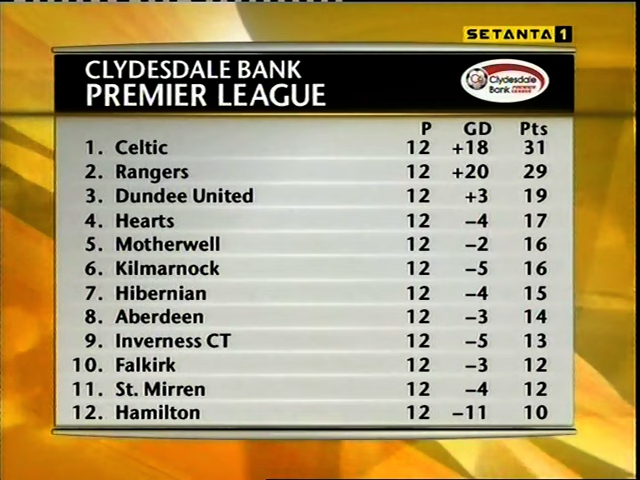 SETANTA 1
CLYDESDALE BANK
PREMIER LEAGUE
Clydesdale
Bank PREMIER LEAGUE
P GD Pts
1. Celtic 12 +18 31
2. Rangers 12 +20 29
3. Dundee United 12 +3 19
4. Hearts 12 –4 17
5. Motherwell 12 –2 16
6. Kilmarnock 12 –5 16
7. Hibernian 12 –4 15
8. Aberdeen 12 –3 14
9. Inverness CT 12 –5 13
10. Falkirk 12 –3 12
11. St. Mirren 12 –4 12
12. Hamilton 12 –11 10